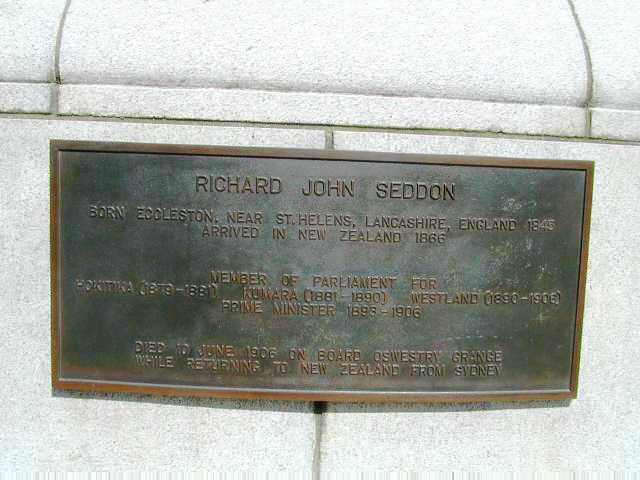 RICHARD JOHN SEDDON
BORN ECCLESTON, NEAR ST. HELENS, LANCASHIRE, ENGLAND 1845
ARRIVED IN NEW ZEALAND 1866
MEMBER OF PARLIAMENT FOR
HOKITIKA (1879-1881) KUMARA (1881-1890) WESTLAND (1890-1906)
PRIME MINISTER 1893-1906
DIED 10 JUNE 1906 ON BOARD OSWESTRY GRANGE
WHILE RETURNING TO NEW ZEALAND FROM SYDNEY